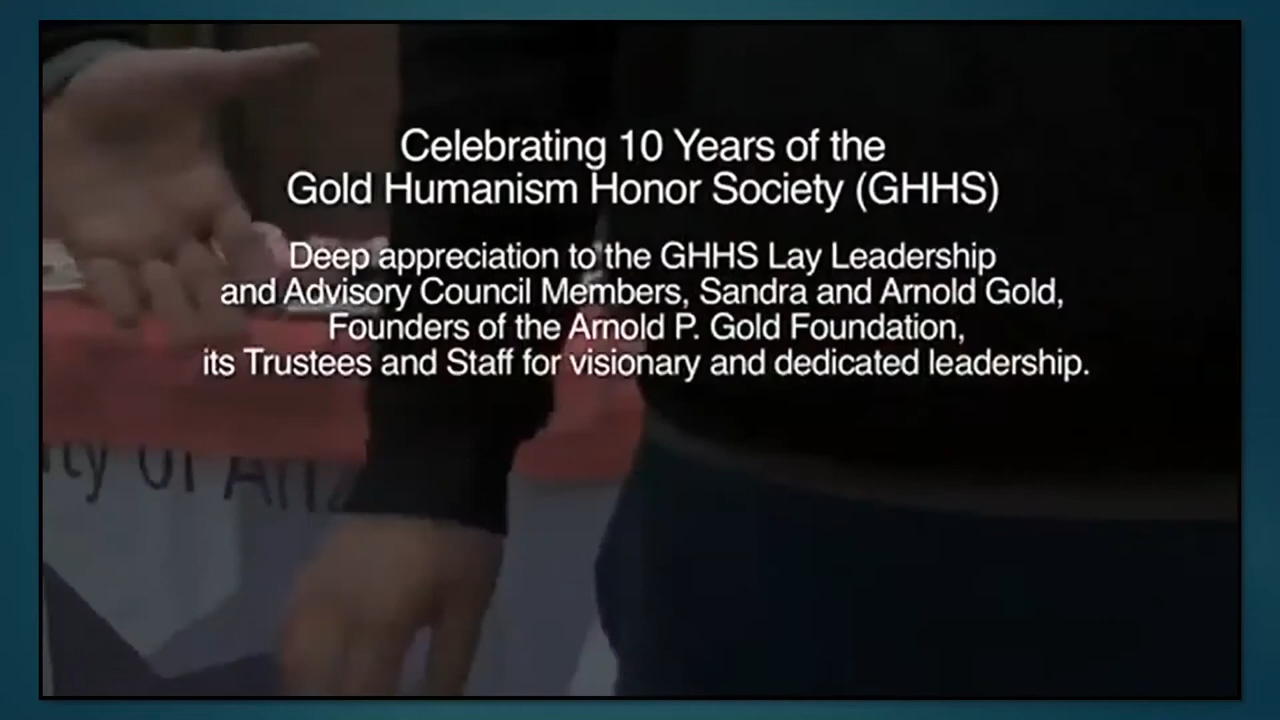 Celebrating 10 Years of the
Gold Humanism Honor Society (GHHS)
Deep appreciation to the GHHS Lay Leadership
and Advisory Council Members, Sandra and Arnold Gold,
Founders of the Arnold P. Gold Foundation,
its Trustees and Staff for visionary and dedicated leadership.